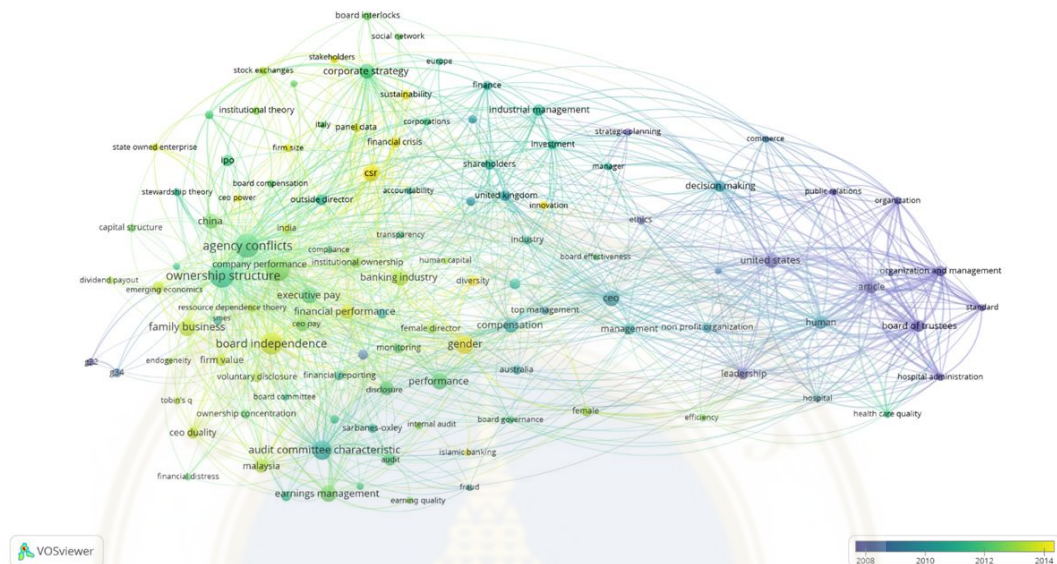 board interlocks
social network
stakeholders
europe
stock exchanges
corporate strategy
finance
sustainability
institutional theory
industrial management
italy
panel data
corporations
strategic planning
commerce
financial crisis
investment
state owned enterprise
firm size
ipo
shareholders
manager
csr
board compensation
decision making
stewardship theory
ceo power
outside director
accountability
united kingdom
public relations
innovation
organization
china
ethics
capital structure
india
transparency
industry
agency conflicts
compliance
board effectiveness
company performance
institutional ownership
human capital
united states
ownership structure
banking industry
organization and management
dividend payout
diversity
emerging economies
article
executive pay
ceo
ressource dependence thoery
financial performance
top management
standard
smes
family business
ceo pay
female director
compensation
management
non profit organization
human
board of trustees
board independence
gender
monitoring
g32
endogeneity
firm value
g34
voluntary disclosure
financial reporting
australia
leadership
hospital administration
performance
disclosure
tobin's q
board committee
hospital
ownership concentration
female
health care quality
efficiency
ceo duality
sarbanes-oxley
internal audit
board governance
audit committee characteristic
islamic banking
audit
malaysia
financial distress
fraud
earnings management
earning quality
VOSviewer
2008 2010 2012 2014